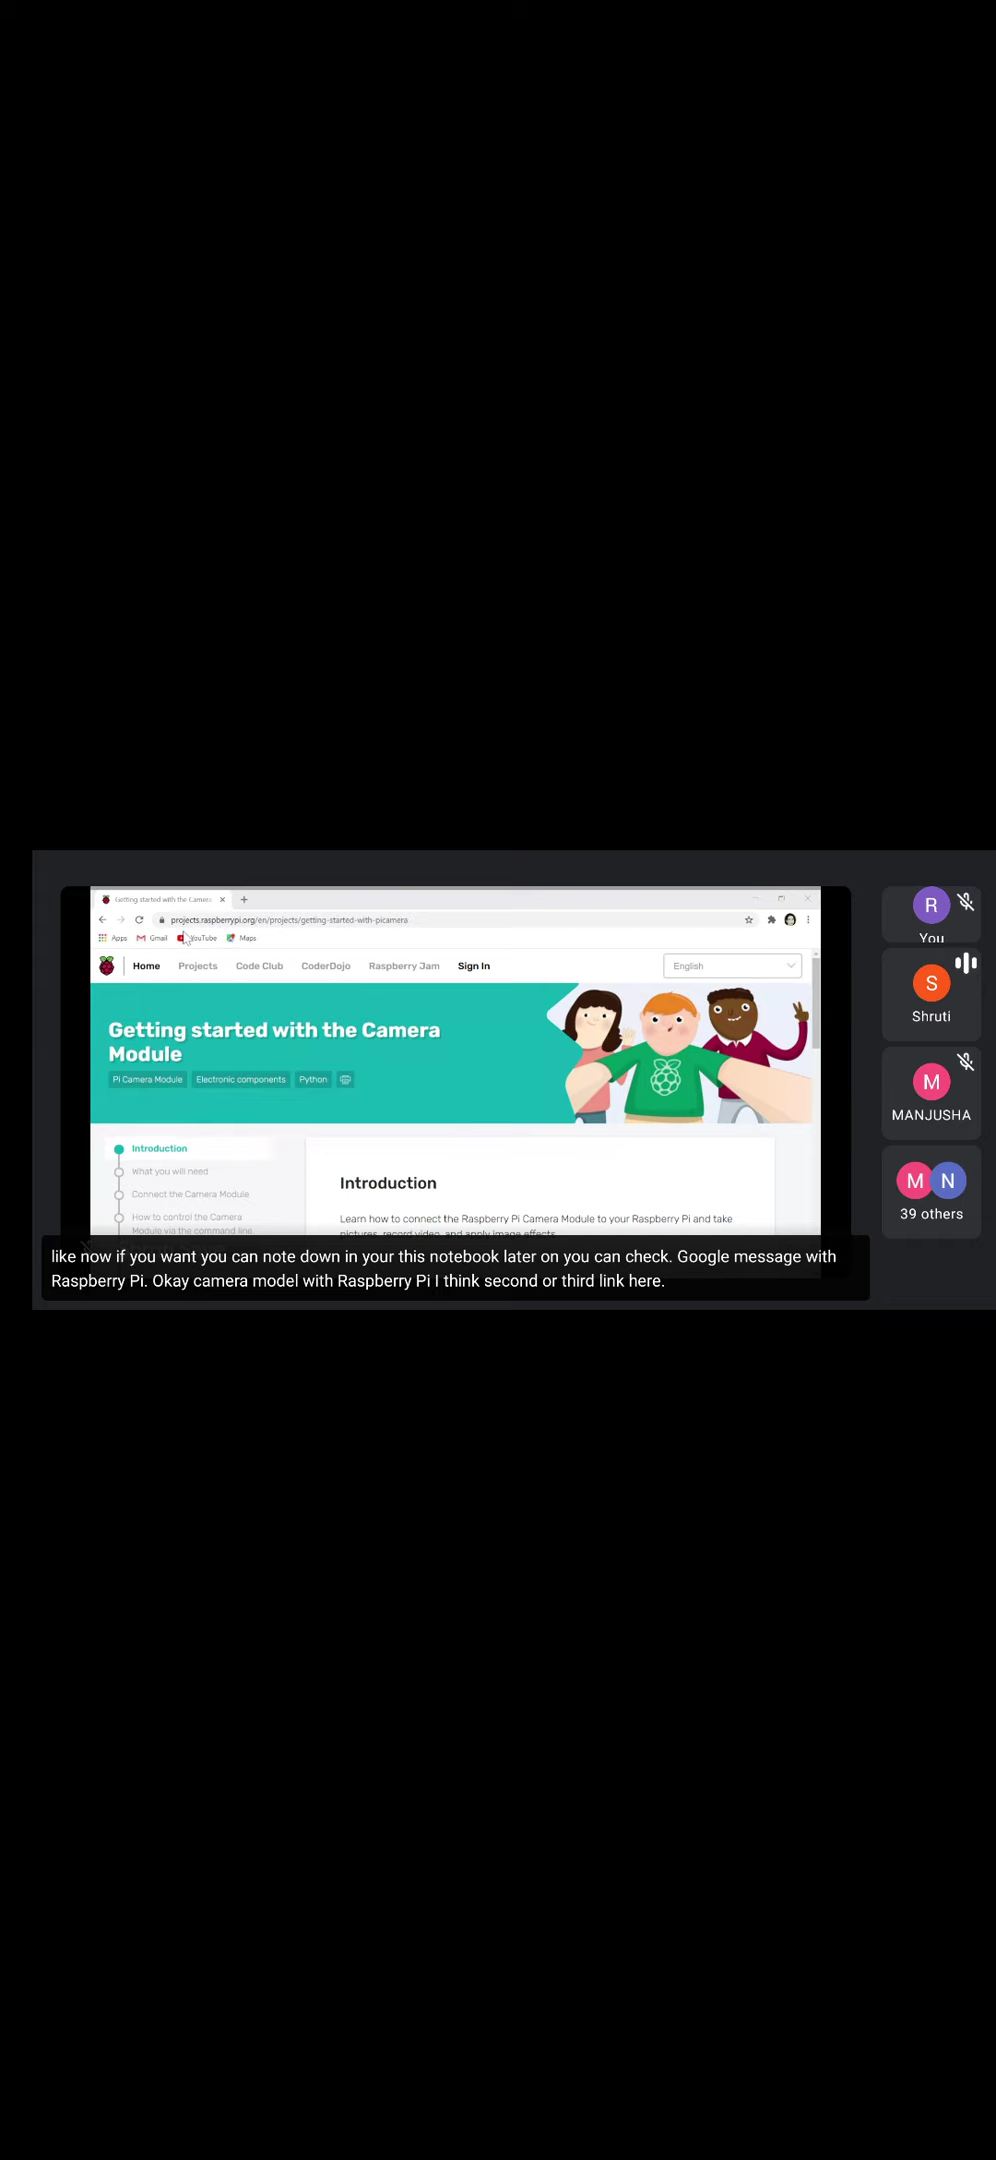 Getting started with the Camera
projects.raspberrypi.org/en/projects/getting-started-with-picamera
Apps Gmail YouTube Maps
Home Projects Code Club CoderDojo Raspberry Jam Sign In English
Getting started with the Camera
Module
Pi Camera Module Electronic components Python
Introduction
What you will need
Connect the Camera Module
How to control the Camera
Module via the command line
Introduction
Learn how to connect the Raspberry Pi Camera Module to your Raspberry Pi and take
pictures, record video, and apply image effects.
like now if you want you can note down in your this notebook later on you can check. Google message with
Raspberry Pi. Okay camera model with Raspberry Pi I think second or third link here.
R
You
S
Shruti
M
MANJUSHA
M N
39 others